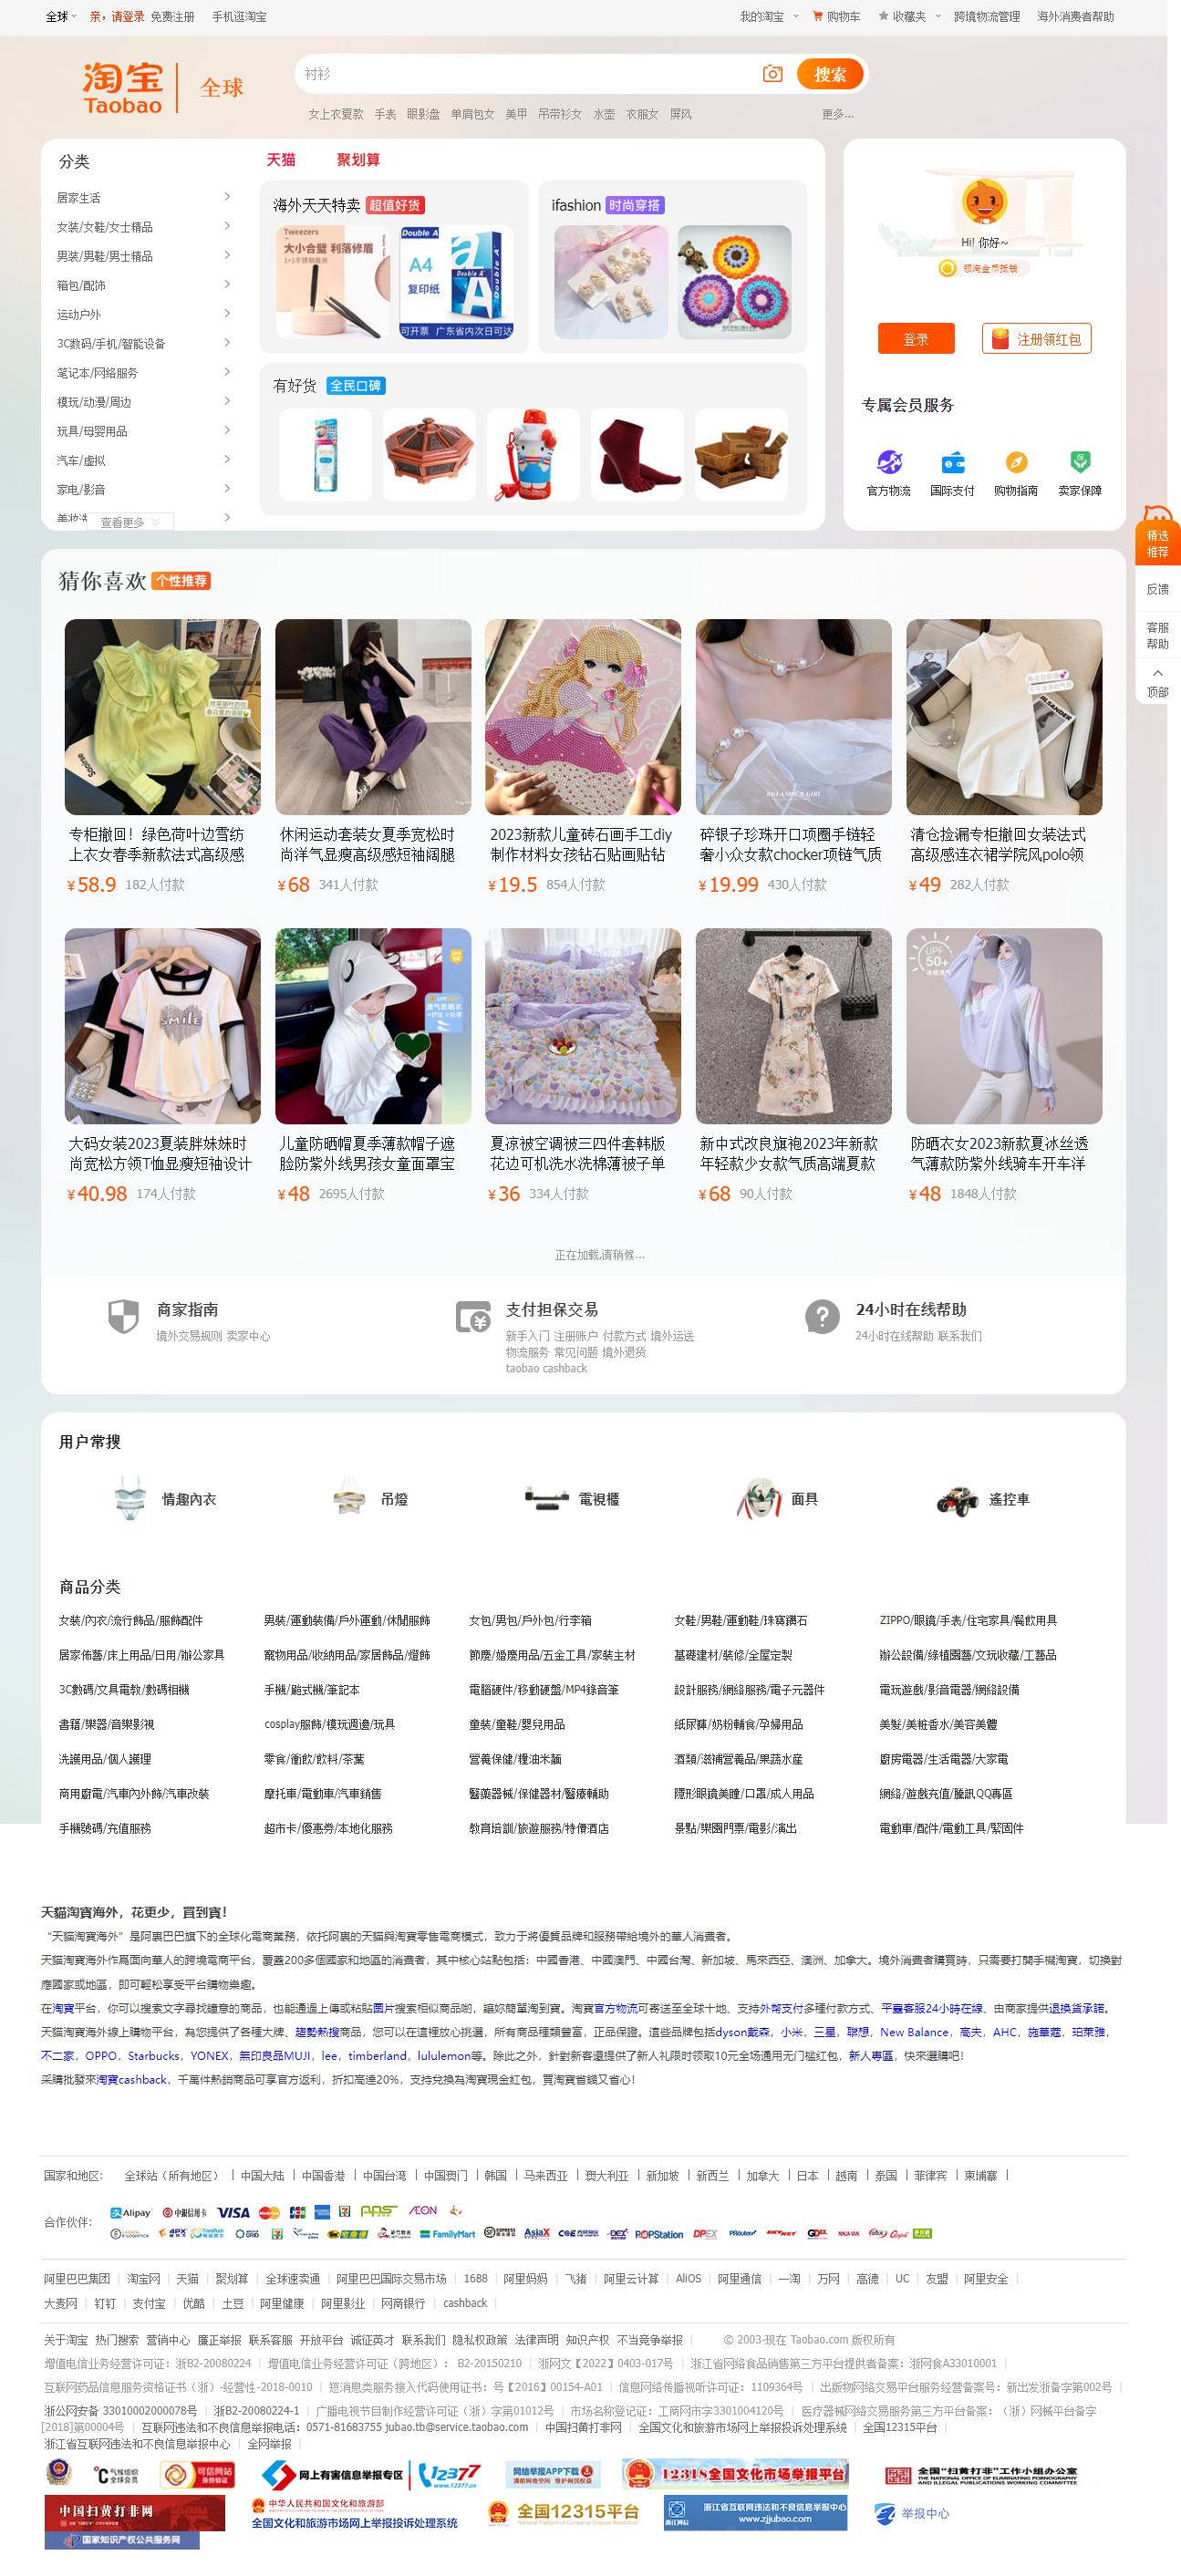 全球 亲，请登录 免费注册 手机逛淘宝 我的淘宝 购物车 收藏夹 跨境物流管理 海外消费者帮助
淘宝 Taobao 全球
衬衫 搜索
女上衣夏款 手表 眼影盘 单肩包女 美甲 吊带衫女 水壶 衣服女 屏风 更多...
分类
居家生活
女装/女鞋/女士精品
男装/男鞋/男士精品
箱包/配饰
运动户外
3C数码/手机/智能设备
笔记本/网络服务
模玩/动漫/周边
玩具/母婴用品
汽车/虚拟
家电/影音
查看更多
天猫 聚划算
海外天天特卖 超值好货
Tweezers
大小合璧 利落修眉
Double A
A4
复印纸
可开票 广东省内次日可达
ifashion 时尚穿搭
有好货 全民口碑
Hi! 你好~
领淘金币抵钱
登录 注册领红包
专属会员服务
官方物流 国际支付 购物指南 卖家保障
精选
推荐
反馈
客服
帮助
顶部
猜你喜欢 个性推荐
专柜撤回！绿色荷叶边雪纺
上衣女春季新款法式高级感
¥58.9 182人付款
休闲运动套装女夏季宽松时
尚洋气显瘦高级感短袖阔腿
¥68 341人付款
2023新款儿童砖石画手工diy
制作材料女孩钻石贴画贴钻
¥19.5 854人付款
碎银子珍珠开口项圈手链轻
奢小众女款chocker项链气质
¥19.99 430人付款
清仓捡漏专柜撤回女装法式
高级感连衣裙学院风polo领
¥49 282人付款
SMILE
UPF
50+
大码女装2023夏装胖妹妹时
尚宽松方领T恤显瘦短袖设计
¥40.98 174人付款
儿童防晒帽夏季薄款帽子遮
脸防紫外线男孩女童面罩宝
¥48 2695人付款
夏凉被空调被三四件套韩版
花边可机洗水洗棉薄被子单
¥36 334人付款
新中式改良旗袍2023年新款
年轻款少女款气质高端夏款
¥68 90人付款
防晒衣女2023新款夏冰丝透
气薄款防紫外线骑车开车洋
¥48 1848人付款
正在加载,请稍候...
商家指南
境外交易规则 卖家中心
支付担保交易
新手入门 注册账户 付款方式 境外运送
物流服务 常见问题 境外退货
taobao cashback
24小时在线帮助
24小时在线帮助 联系我们
用户常搜
情趣內衣 吊燈 電視櫃 面具 遙控車
商品分类
女裝/內衣/流行飾品/服飾配件 男裝/運動裝備/戶外運動/休閒服飾 女包/男包/戶外包/行李箱 女鞋/男鞋/運動鞋/珠寶鑽石 ZIPPO/眼鏡/手表/住宅家具/餐飲用具
居家佈藝/床上用品/日用/辦公家具 寵物用品/收納用品/家居飾品/燈飾 節慶/婚慶用品/五金工具/家裝主材 基礎建材/裝修/全屋定製 辦公設備/綠植園藝/文玩收藏/工藝品
3C數碼/文具電教/數碼相機 手機/颱式機/筆記本 電腦硬件/移動硬盤/MP4錄音筆 設計服務/網絡服務/電子元器件 電玩遊戲/影音電器/網絡設備
書籍/樂器/音樂影視 cosplay服飾/模玩週邊/玩具 童裝/童鞋/嬰兒用品 紙尿褲/奶粉輔食/孕婦用品 美髮/美粧香水/美容美體
洗護用品/個人護理 零食/衝飲/飲料/茶葉 營養保健/糧油米麵 酒類/滋補營養品/果蔬水産 廚房電器/生活電器/大家電
商用廚電/汽車內外飾/汽車改裝 摩托車/電動車/汽車銷售 醫藥器械/保健器材/醫療輔助 隱形眼鏡美瞳/口罩/成人用品 網絡/遊戲充值/騰訊QQ專區
手機號碼/充值服務 超市卡/優惠券/本地化服務 教育培訓/旅遊服務/特價酒店 景點/樂園門票/電影/演出 電動車/配件/電動工具/緊固件
天貓淘寶海外，花更少，買到寶！
“天貓淘寶海外”是阿裏巴巴旗下的全球化電商業務，依托阿裏的天貓與淘寶零售電商模式，致力于將優質品牌和服務帶給境外的華人消費者。
天貓淘寶海外作爲面向華人的跨境電商平台，覆蓋200多個國家和地區的消費者，其中核心站點包括：中國香港、中國澳門、中國台灣、新加坡、馬來西亞、澳洲、加拿大。境外消費者購買時，只需要打開手機淘寶，切換對
應國家或地區，即可輕松享受平台購物樂趣。
在淘寶平台，你可以搜索文字尋找鍾意的商品，也能通過上傳或粘貼圖片搜索相似商品喲，讓妳簡單淘到寶。淘寶官方物流可寄送至全球十地、支持外幣支付多種付款方式、平臺客服24小時在線、由商家提供退換貨承諾。
天貓淘寶海外線上購物平台，為您提供了各種大牌、趨勢熱搜商品，您可以在這裡放心挑選，所有商品種類豐富，正品保證。這些品牌包括dyson戴森，小米，三星，聯想，New Balance，高夫，AHC，施華蔻，珀萊雅，
不二家，OPPO，Starbucks，YONEX，無印良品MUJI，lee，timberland，lululemon等。除此之外，針對新客還提供了新人礼限时领取10元全场通用无门槛红包，新人專區，快來選購吧！
采購批發來淘寶cashback，千萬件熱銷商品可享官方返利，折扣高達20%，支持兌換為淘寶現金紅包，買淘寶省錢又省心！
国家和地区： 全球站（所有地区） 中国大陆 中国香港 中国台湾 中国澳门 韩国 马来西亚 澳大利亚 新加坡 新西兰 加拿大 日本 越南 泰国 菲律宾 柬埔寨
合作伙伴： Alipay 中國信託卡 VISA MasterCard JCB PPS ÆON
FamilyMart AsiaX POPStation DPEX SKYNET GDEX
阿里巴巴集团 淘宝网 天猫 聚划算 全球速卖通 阿里巴巴国际交易市场 1688 阿里妈妈 飞猪 阿里云计算 AliOS 阿里通信 一淘 万网 高德 UC 友盟 阿里安全
大麦网 钉钉 支付宝 优酷 土豆 阿里健康 阿里影业 网商银行 cashback
关于淘宝 热门搜索 营销中心 廉正举报 联系客服 开放平台 诚征英才 联系我们 隐私权政策 法律声明 知识产权 不当竞争举报 © 2003-現在 Taobao.com 版权所有
增值电信业务经营许可证：浙B2-20080224 增值电信业务经营许可证（跨地区）： B2-20150210 浙网文【2022】0403-017号 浙江省网络食品销售第三方平台提供者备案：浙网食A33010001
互联网药品信息服务资格证书（浙）-经营性-2018-0010 短消息类服务接入代码使用证书：号【2016】00154-A01 信息网络传播视听许可证：1109364号 出版物网络交易平台服务经营备案号：新出发浙备字第002号
浙公网安备 33010002000078号 浙B2-20080224-1 广播电视节目制作经营许可证（浙）字第01012号 市场名称登记证：工商网市字3301004120号 医疗器械网络交易服务第三方平台备案：（浙）网械平台备字
[2018]第00004号 互联网违法和不良信息举报电话：0571-81683755 jubao.tb@service.taobao.com 中国扫黄打非网 全国文化和旅游市场网上举报投诉处理系统 全国12315平台
浙江省互联网违法和不良信息举报中心 全网举报
气候组织
全球会员
可信网站
身份验证
网上有害信息举报专区 12377
www.12377.cn
网络举报APP下载
清朗网络空间 维护网民权益
12318全国文化市场举报平台
全国“扫黄打非”工作小组办公室
中国扫黄打非网
中华人民共和国文化和旅游部
全国文化和旅游市场网上举报投诉处理系统
全国12315平台
浙江省互联网违法和不良信息举报中心
www.zjjubao.com
举报中心
国家知识产权公共服务网